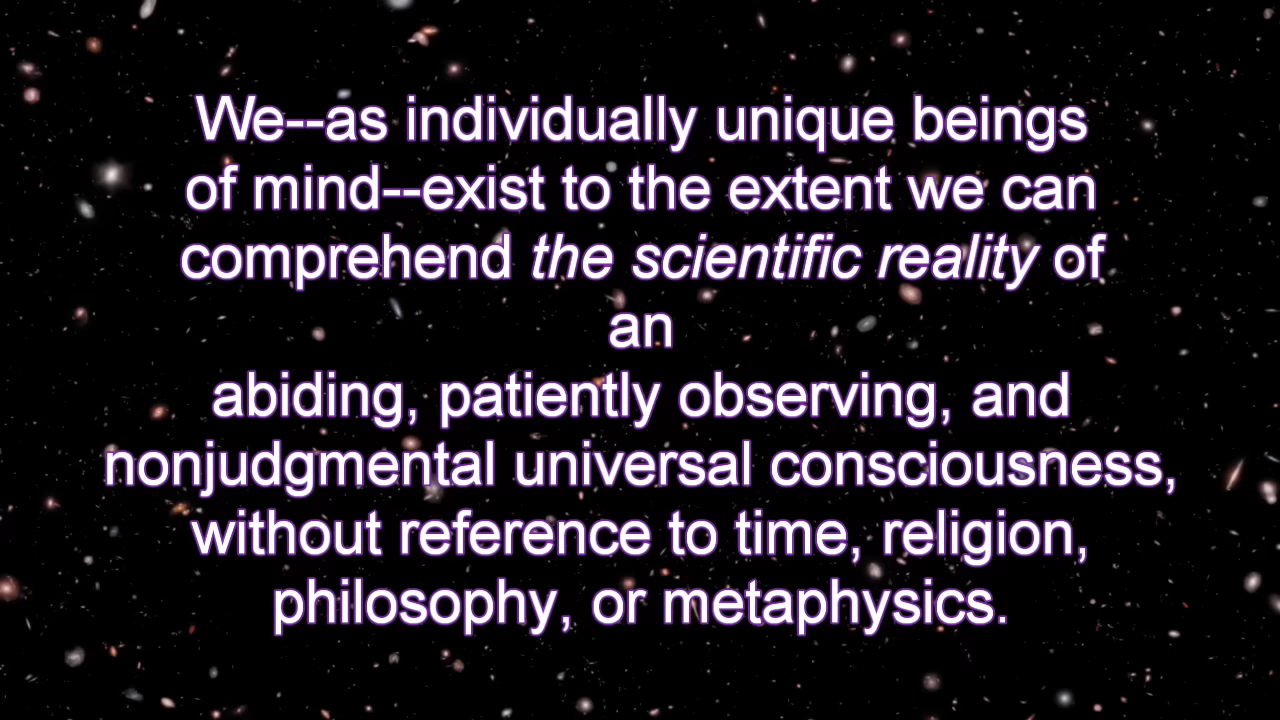 We--as individually unique beings
of mind--exist to the extent we can
comprehend the scientific reality of
an
abiding, patiently observing, and
nonjudgmental universal consciousness,
without reference to time, religion,
philosophy, or metaphysics.